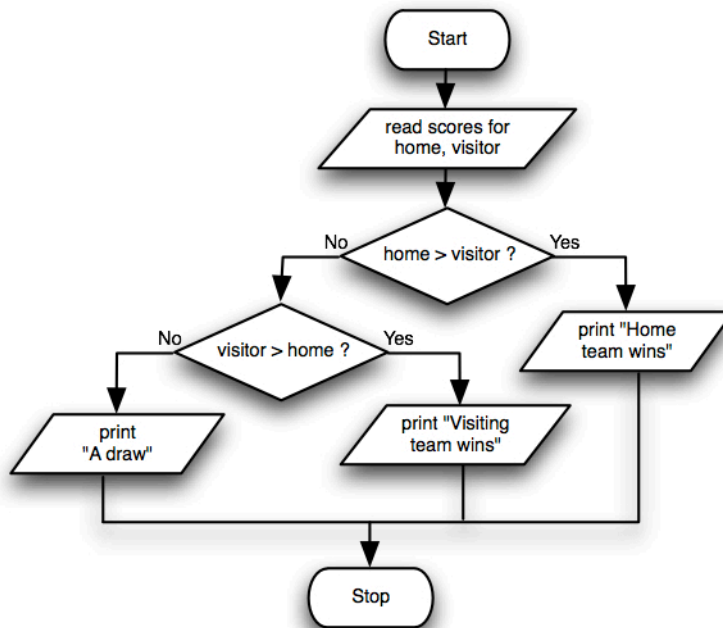 Start
read scores for
home, visitor
No
home > visitor ?
Yes
No
visitor > home ?
Yes
print "Home
team wins"
print
"A draw"
print "Visiting
team wins"
Stop